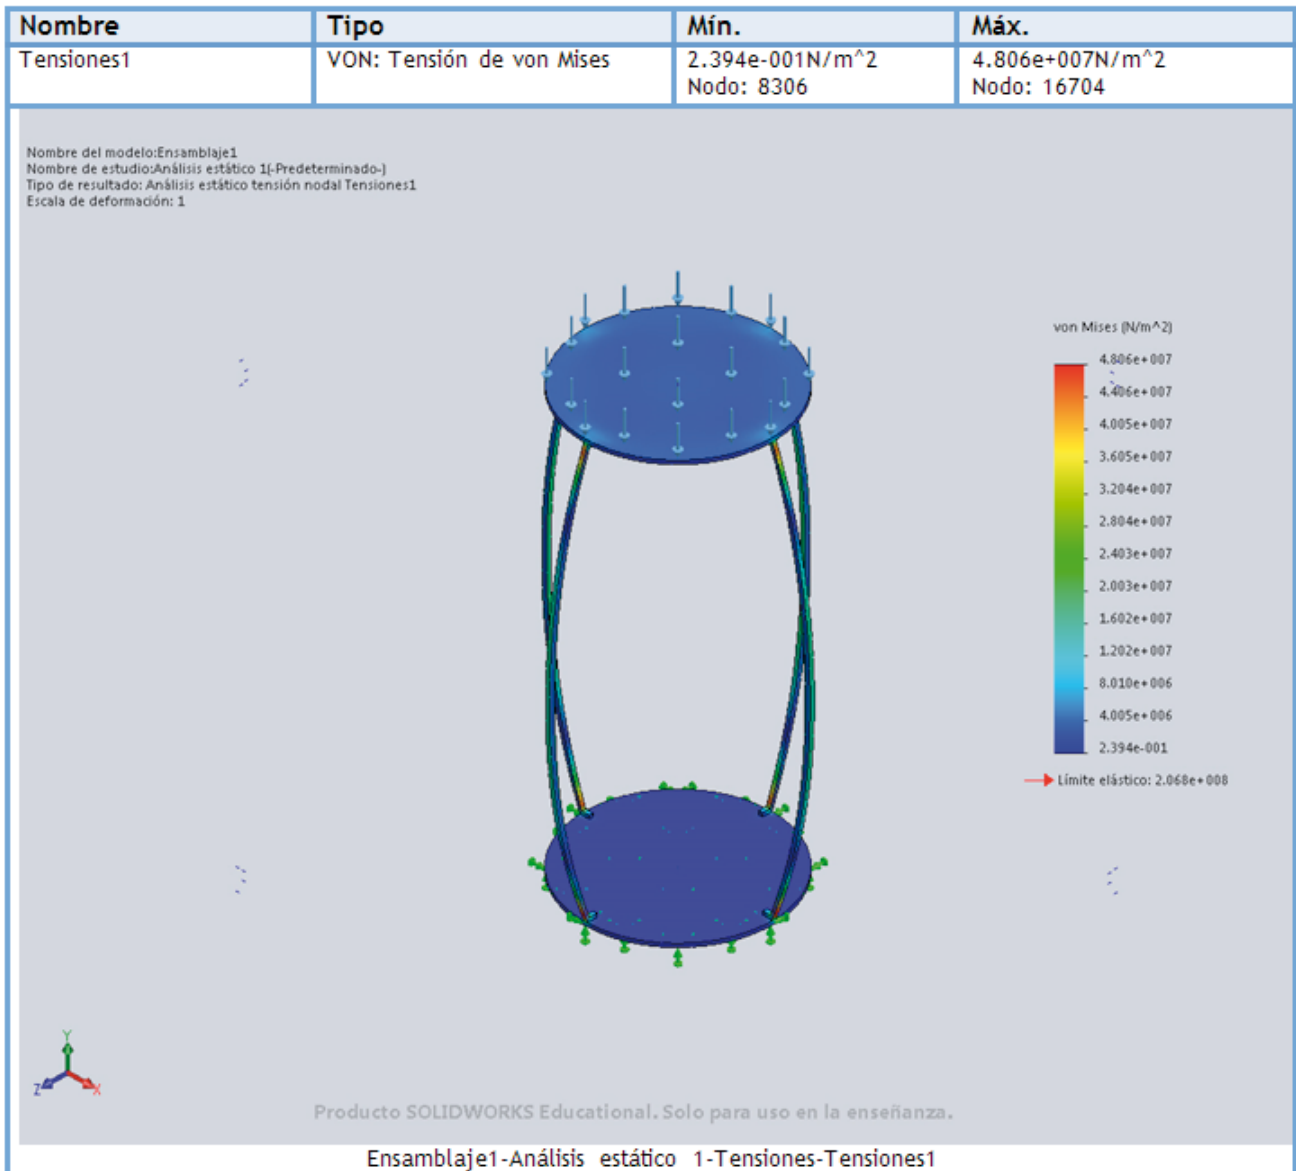 Nombre Tipo Mín. Máx.
Tensiones1 VON: Tensión de von Mises 2.394e-001N/m^2 4.806e+007N/m^2
Nodo: 8306 Nodo: 16704
Nombre del modelo:Ensamblaje1
Nombre de estudio:Análisis estático 1(-Predeterminado-)
Tipo de resultado: Análisis estático tensión nodal Tensiones1
Escala de deformación: 1
von Mises (N/m^2)
4.806e+007
4.406e+007
4.005e+007
3.605e+007
3.204e+007
2.804e+007
2.403e+007
2.003e+007
1.602e+007
1.202e+007
8.010e+006
4.005e+006
2.394e-001
Límite elástico: 2.068e+008
Y
Z X
Producto SOLIDWORKS Educational. Solo para uso en la enseñanza.
Ensamblaje1-Análisis estático 1-Tensiones-Tensiones1